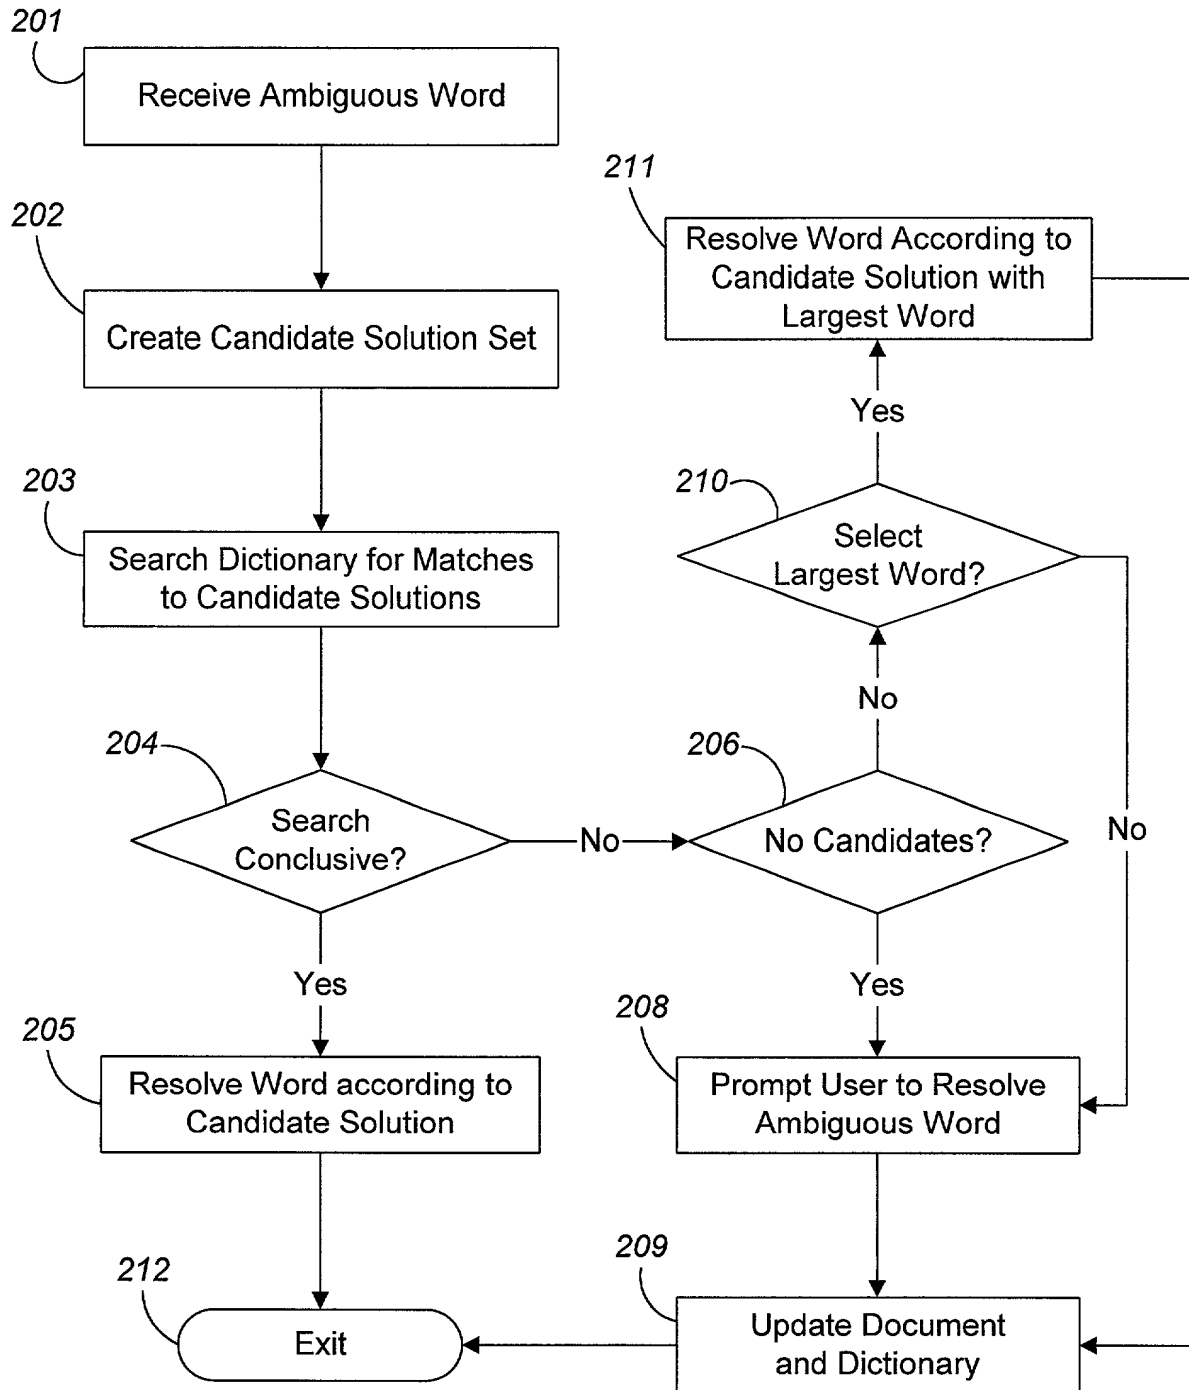 201
Receive Ambiguous Word
202
Create Candidate Solution Set
203
Search Dictionary for Matches
to Candidate Solutions
204
Search
Conclusive?
No
Yes
205
Resolve Word according to
Candidate Solution
212
Exit
211
Resolve Word According to
Candidate Solution with
Largest Word
Yes
210
Select
Largest Word?
No
No
206
No Candidates?
Yes
208
Prompt User to Resolve
Ambiguous Word
209
Update Document
and Dictionary